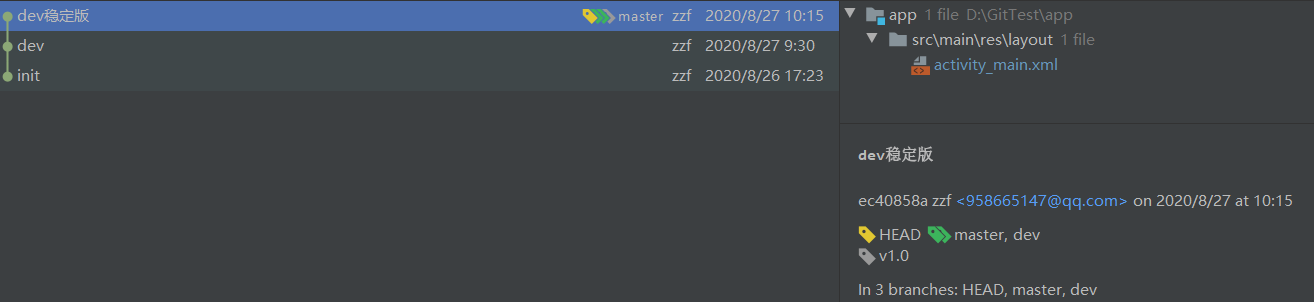 dev稳定版 master zzf 2020/8/27 10:15
dev zzf 2020/8/27 9:30
init zzf 2020/8/26 17:23
app 1 file D:\GitTest\app
src\main\res\layout 1 file
activity_main.xml
dev稳定版
ec40858a zzf <958665147@qq.com> on 2020/8/27 at 10:15
HEAD master, dev
v1.0
In 3 branches: HEAD, master, dev